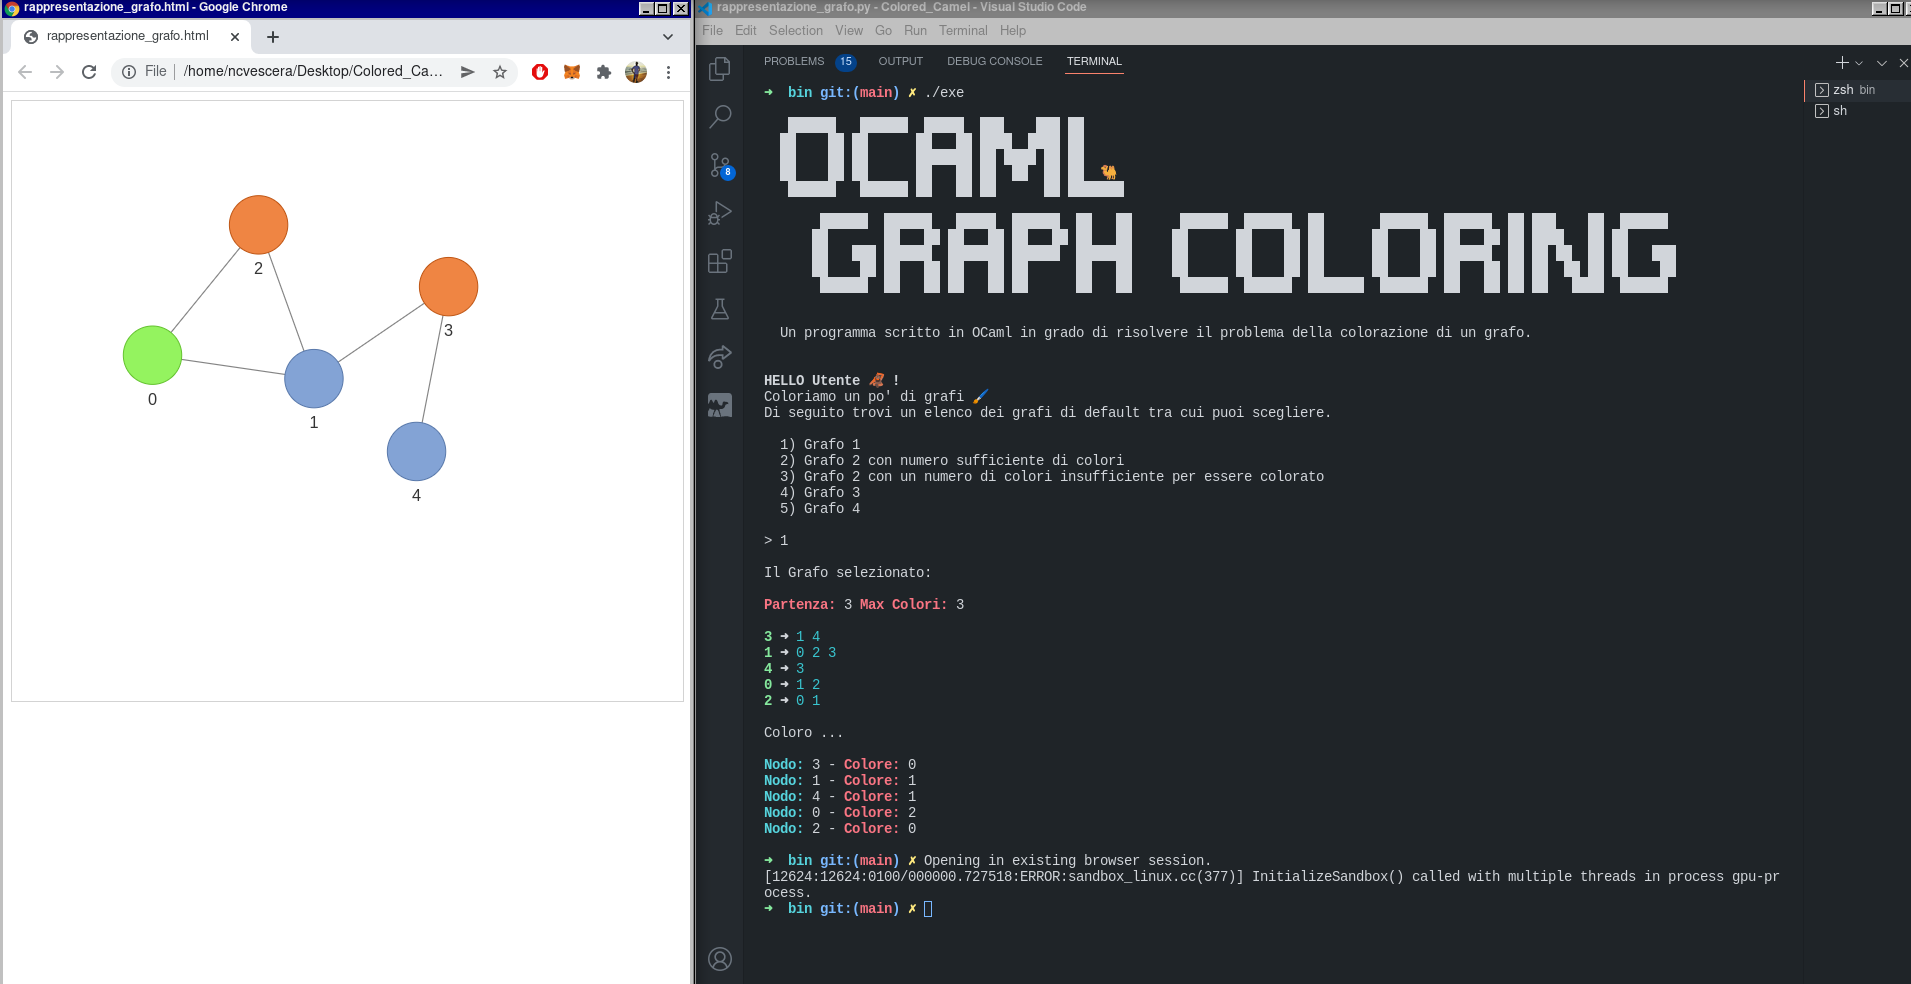 rappresentazione_grafo.html - Google Chrome
rappresentazione_grafo.html
File
/home/ncvescera/Desktop/Colored_Ca...
2
3
0
1
4
rappresentazione_grafo.py - Colored_Camel - Visual Studio Code
File Edit Selection View Go Run Terminal Help
PROBLEMS 15 OUTPUT DEBUG CONSOLE TERMINAL
8
zsh bin
sh
➜ bin git:(main) ✗ ./exe
OCAML 🐫
GRAPH COLORING
Un programma scritto in OCaml in grado di risolvere il problema della colorazione di un grafo.
HELLO Utente 🦧 !
Coloriamo un po' di grafi 🖌️
Di seguito trovi un elenco dei grafi di default tra cui puoi scegliere.
1) Grafo 1
2) Grafo 2 con numero sufficiente di colori
3) Grafo 2 con un numero di colori insufficiente per essere colorato
4) Grafo 3
5) Grafo 4
> 1
Il Grafo selezionato:
Partenza: 3 Max Colori: 3
3 ➜ 1 4
1 ➜ 0 2 3
4 ➜ 3
0 ➜ 1 2
2 ➜ 0 1
Coloro ...
Nodo: 3 - Colore: 0
Nodo: 1 - Colore: 1
Nodo: 4 - Colore: 1
Nodo: 0 - Colore: 2
Nodo: 2 - Colore: 0
➜ bin git:(main) ✗ Opening in existing browser session.
[12624:12624:0100/000000.727518:ERROR:sandbox_linux.cc(377)] InitializeSandbox() called with multiple threads in process gpu-pr
ocess.
➜ bin git:(main) ✗